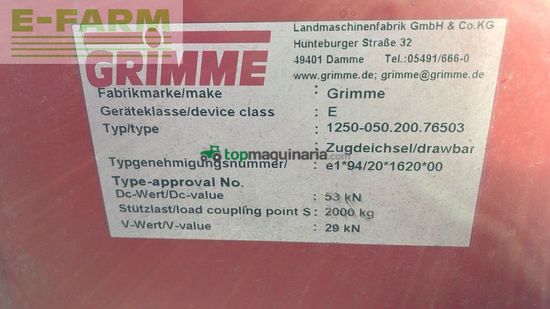 E-FARM
GRIMME
Landmaschinenfabrik GmbH & Co.KG
Hunteburger Straße 32
49401 Damme Tel.:05491/666-0
www.grimme.de; grimme@grimme.de
Fabrikmarke/make : Grimme
Geräteklasse/device class : E
Typ/type : 1250-050.200.76503
: Zugdeichsel/drawbar
topmaquinaria.com
Typgenehmigungsnummer/ : e1*94/20*1620*00
Type-approval No.
Dc-Wert/Dc-value : 53 kN
Stützlast/load coupling point S : 2000 kg
V-Wert/V-value : 29 kN